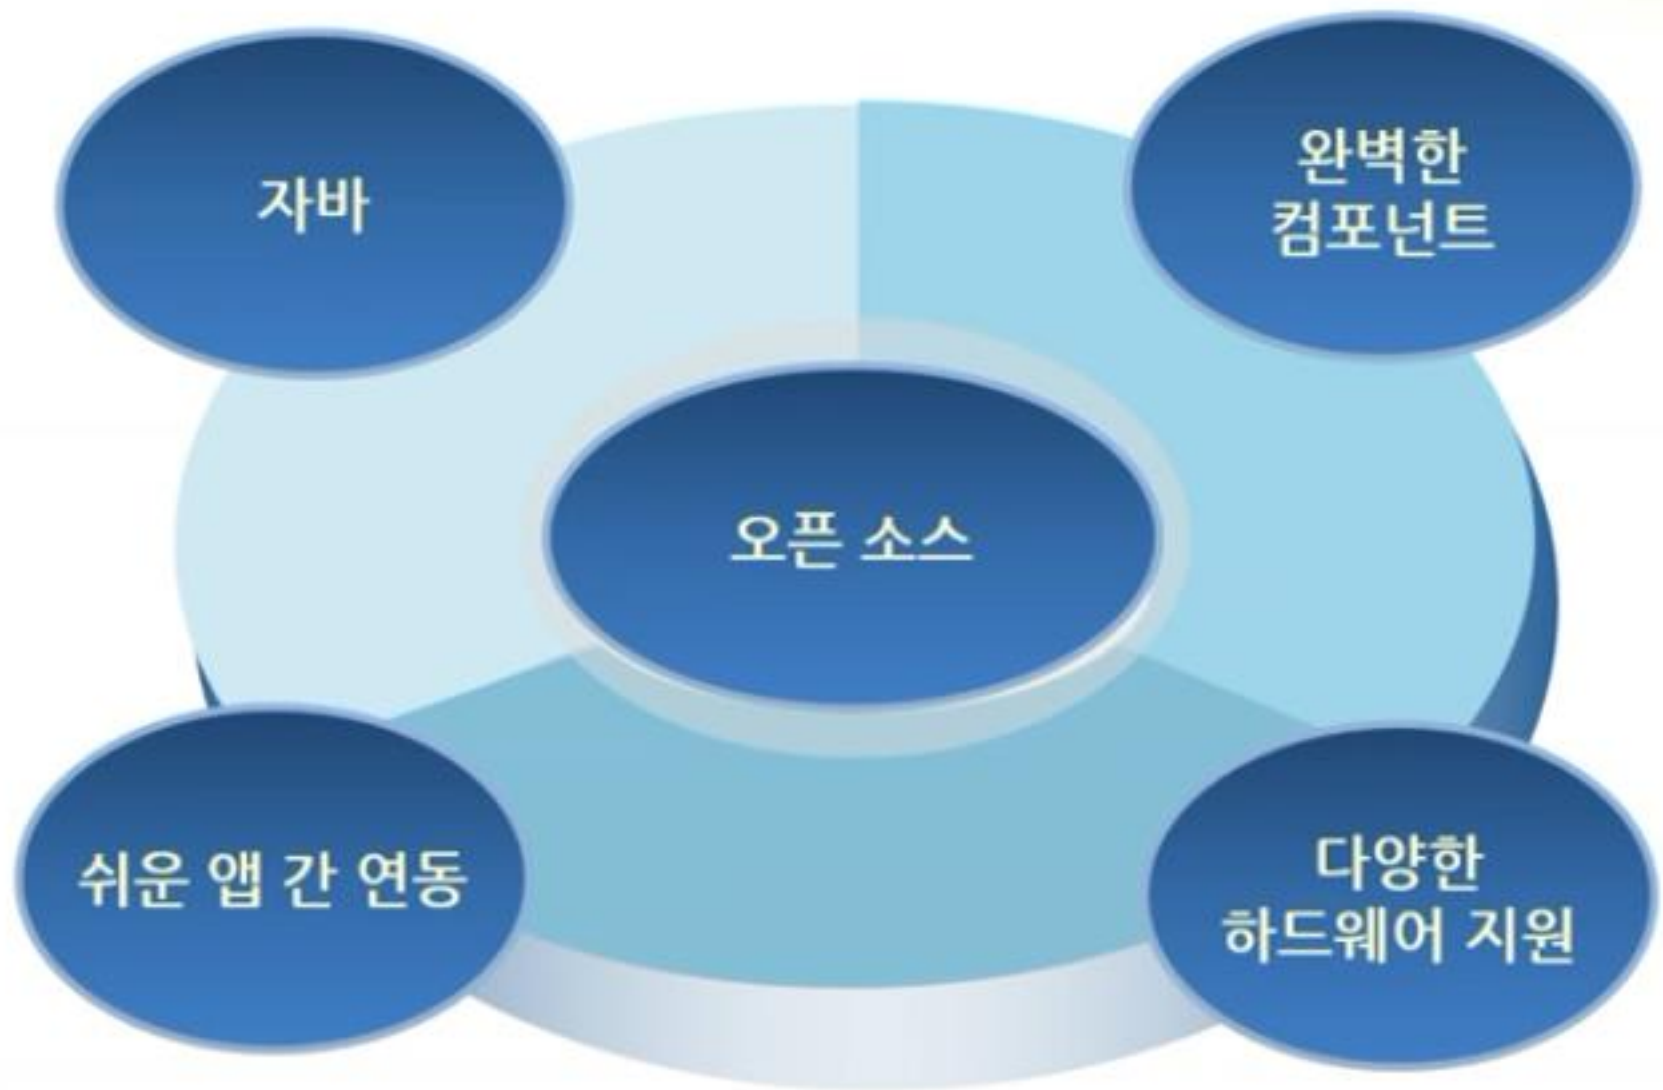 자바
완벽한
컴포넌트
오픈 소스
쉬운 앱 간 연동
다양한
하드웨어 지원